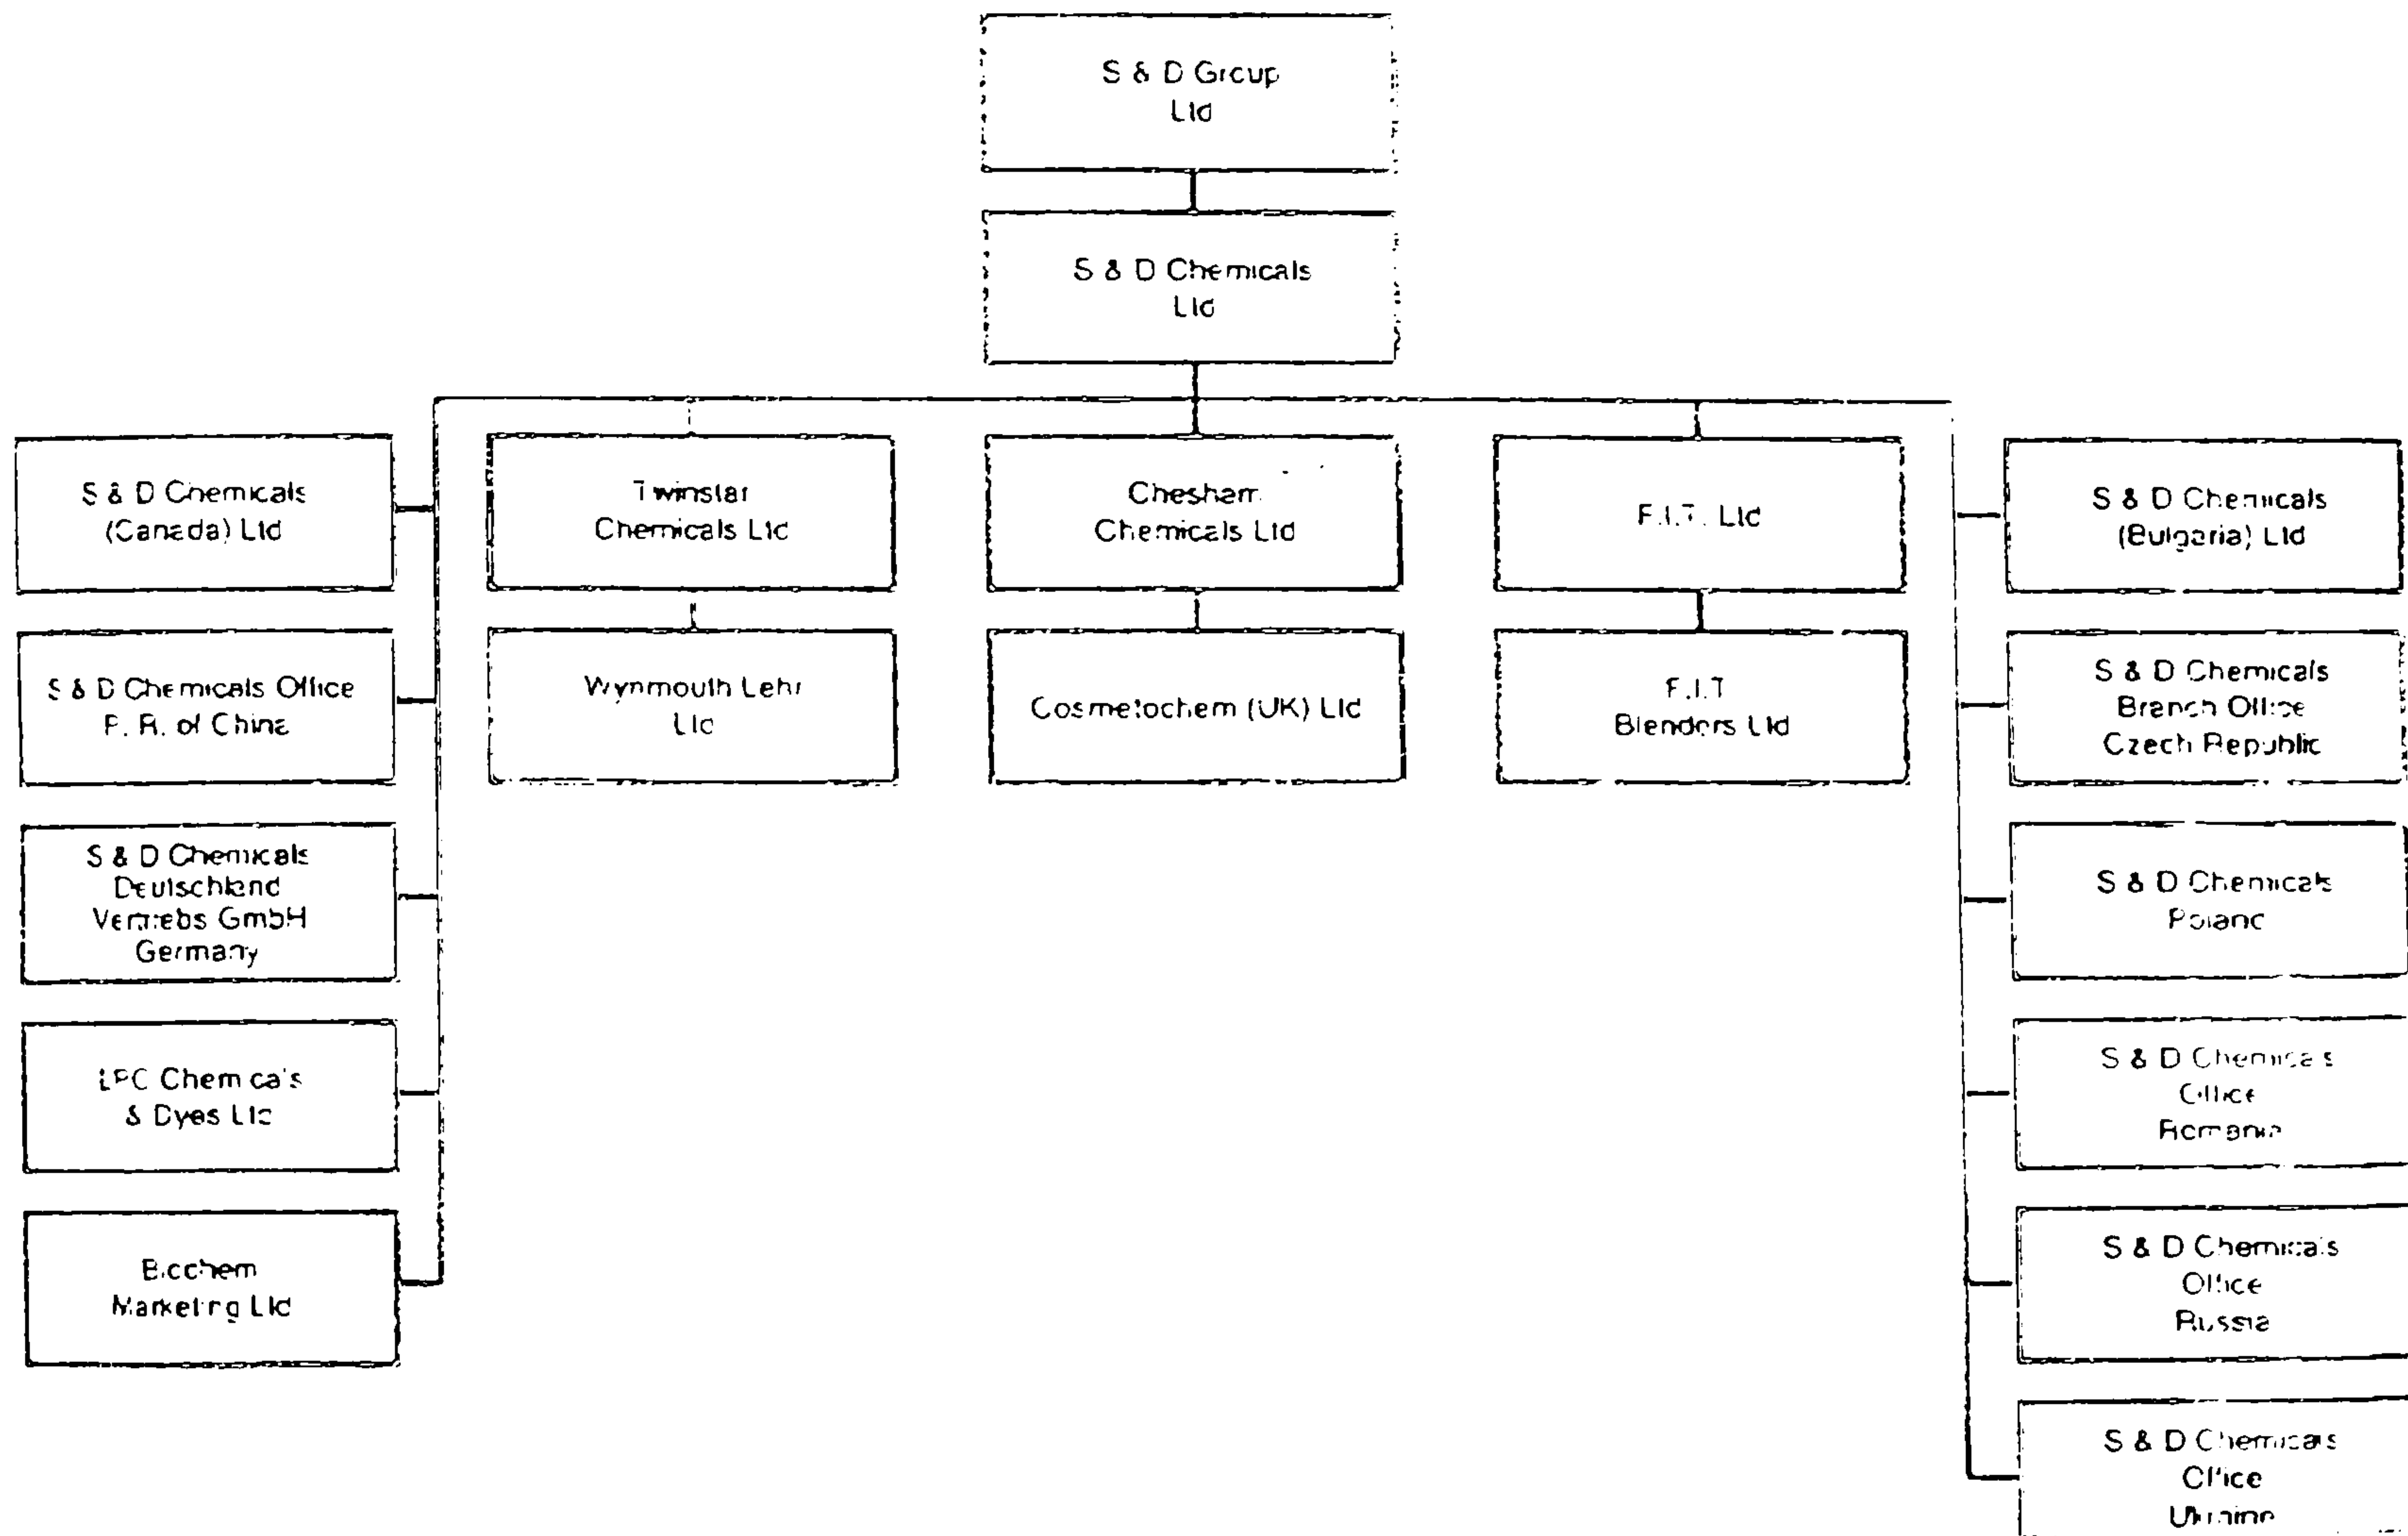 S & D Group
Ltd
S & D Chemicals
Ltd
S & D Chemicals
(Canada) Ltd
Twinstar
Chemicals Ltd
Chesham
Chemicals Ltd
F.I.T. Ltd
S & D Chemicals
(Bulgaria) Ltd
S & D Chemicals Office
P. R. of China
Wynmouth Lehr
Ltd
Cosmetochem (UK) Ltd
F.I.T
Blenders Ltd
S & D Chemicals
Branch Office
Czech Republic
S & D Chemicals
Deutschland
Vertriebs GmbH
Germany
S & D Chemicals
Poland
Chemicals
& Dyes Ltd
S & D Chemicals
Office
Romania
Biochem
Marketing Ltd
S & D Chemicals
Office
Russia
S & D Chemicals
Office
Ukraine